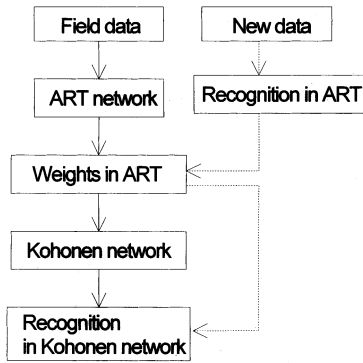 Field data
New data
ART network
Recognition in ART
Weights in ART
Kohonen network
Recognition
in Kohonen network